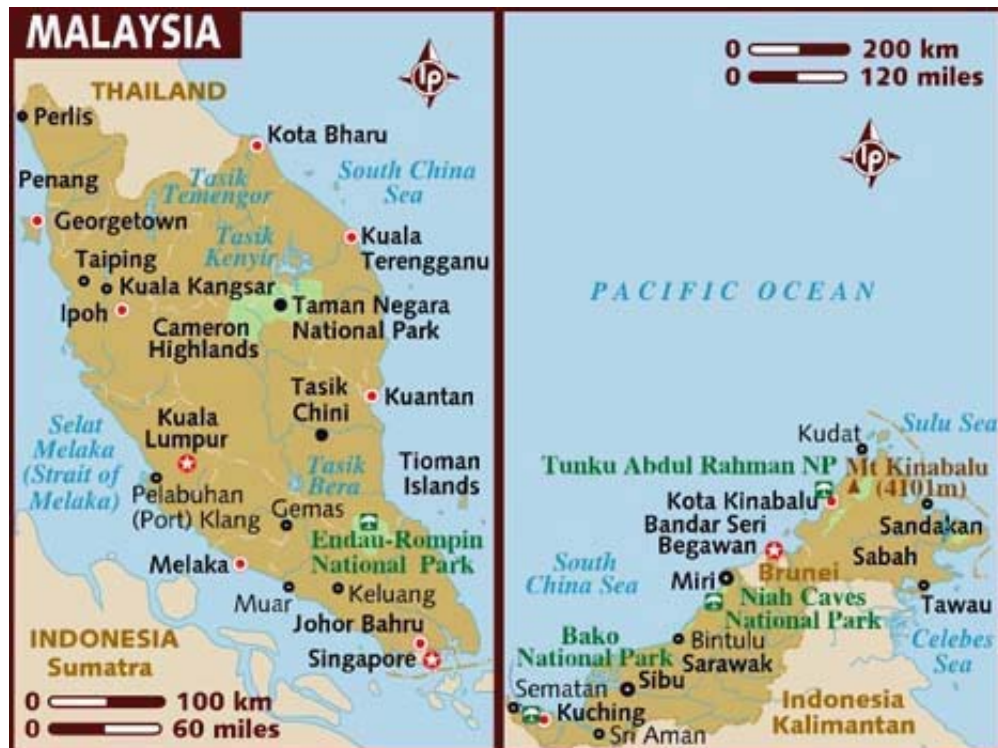 MALAYSIA
THAILAND
Perlis
Kota Bharu
South China
Sea
Tasik
Temengor
Penang
Georgetown
Tasik
Kenyir
Kuala
Terengganu
Taiping
Kuala Kangsar
Ipoh
Taman Negara
National Park
Cameron
Highlands
Tasik
Chini
Kuantan
Kuala
Lumpur
Selat
Melaka
(Strait of
Melaka)
Tasik
Bera
Tioman
Islands
Pelabuhan
(Port) Klang
Gemas
Endau-Rompin
National Park
Melaka
Muar
Keluang
Johor Bahru
Singapore
INDONESIA
Sumatra
0 100 km
0 60 miles
lp
0 200 km
0 120 miles
lp
PACIFIC OCEAN
Sulu Sea
Kudat
Tunku Abdul Rahman NP
Mt Kinabalu
(4101m)
Kota Kinabalu
Sandakan
Bandar Seri
Begawan
Sabah
South
China Sea
Brunei
Miri
Tawau
Niah Caves
National Park
Celebes
Sea
Bako
National Park
Bintulu
Sarawak
Sibu
Sematan
Kuching
Sri Aman
Indonesia
Kalimantan